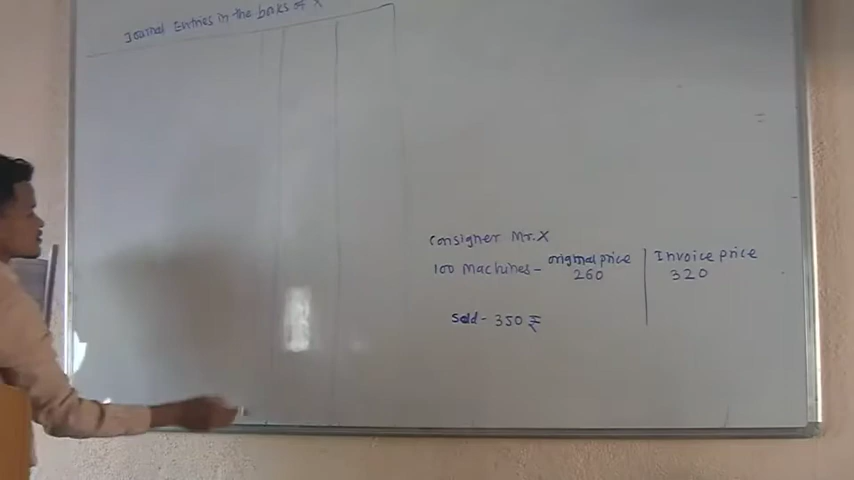 Journal Entries in the books of X
Consigner Mr. X
100 Machines - original price
260
Invoice price
320
Sold - 350 ₹